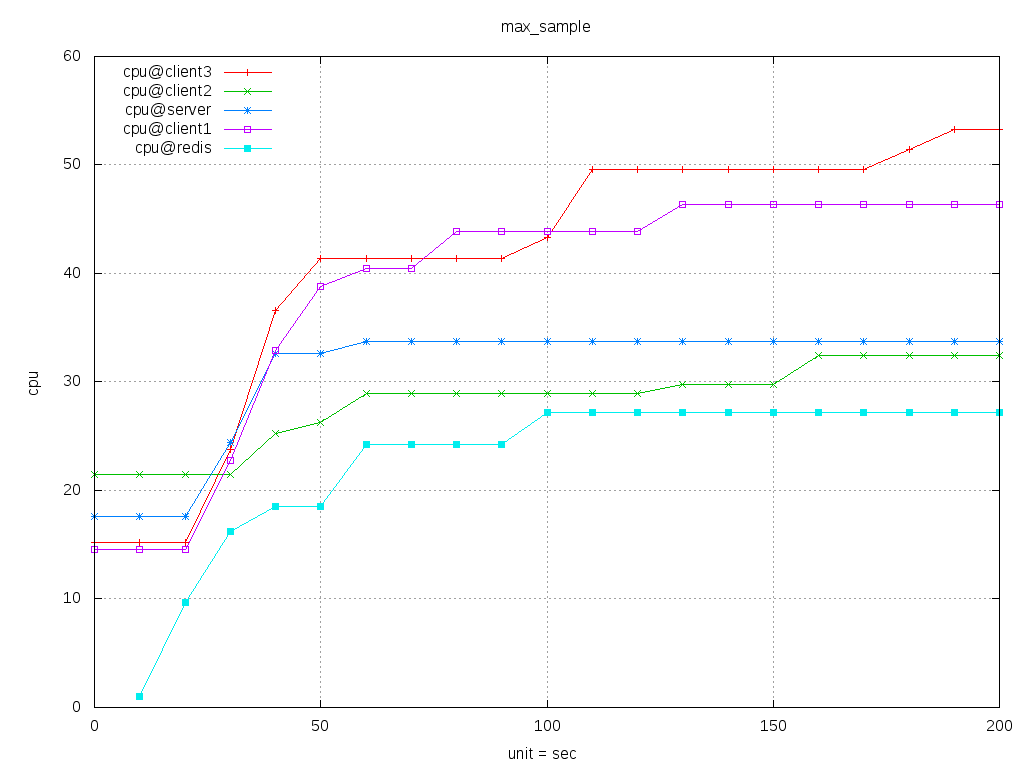 max_sample
60
cpu@client3
cpu@client2
cpu@server
cpu@client1
cpu@redis
50
40
30
cpu
20
10
0
0 50 100 150 200
unit = sec